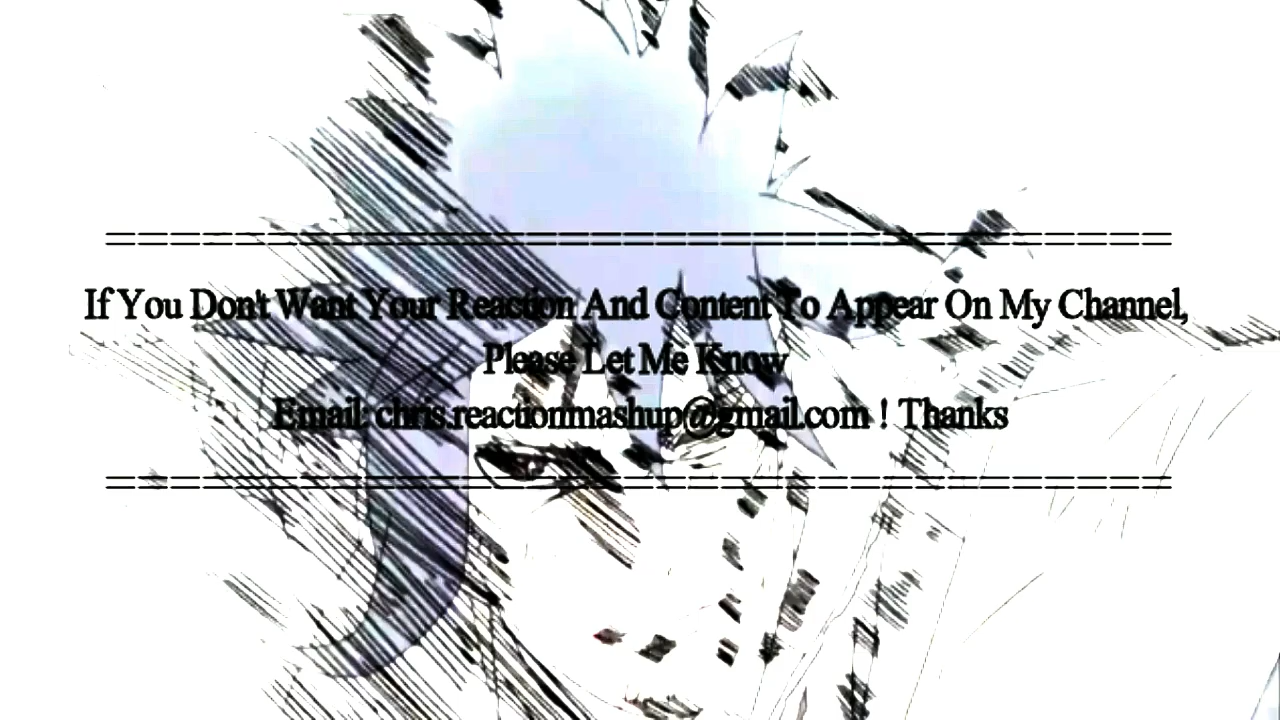 ==================================
If You Don't Want Your Reaction And Content To Appear On My Channel,
Please Let Me Know
Email: chris.reactionmashup@gmail.com ! Thanks
==================================